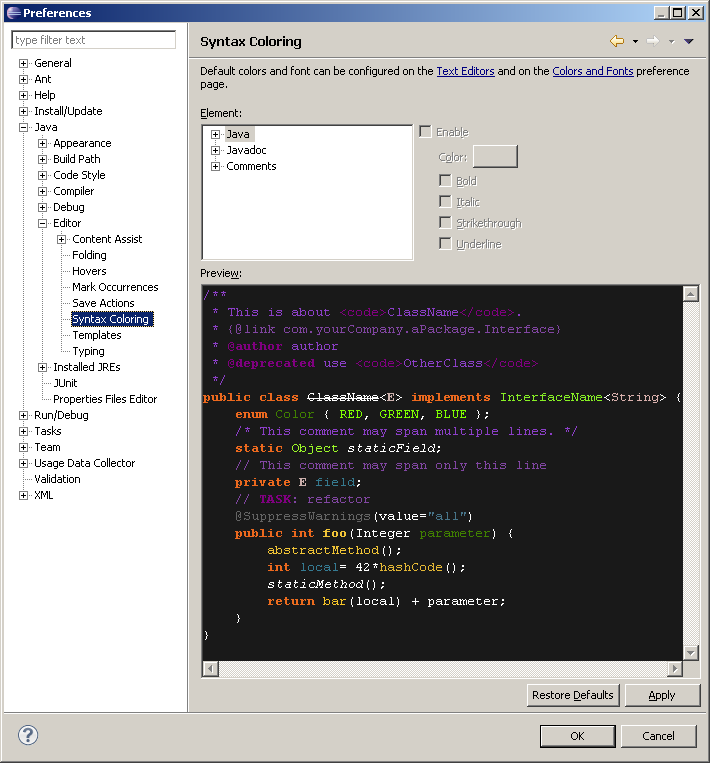 Preferences
type filter text
General
Ant
Help
Install/Update
Java
Appearance
Build Path
Code Style
Compiler
Debug
Editor
Content Assist
Folding
Hovers
Mark Occurrences
Save Actions
Syntax Coloring
Templates
Typing
Installed JREs
JUnit
Properties Files Editor
Run/Debug
Tasks
Team
Usage Data Collector
Validation
XML
Syntax Coloring
Default colors and font can be configured on the Text Editors and on the Colors and Fonts preference
page.
Element:
Java
Javadoc
Comments
Enable
Color:
Bold
Italic
Strikethrough
Underline
Preview:
/**
 * This is about <code>ClassName</code>.
 * {@link com.yourCompany.aPackage.Interface}
 * @author author
 * @deprecated use <code>OtherClass</code>
 */
public class ClassName<E> implements InterfaceName<String> {
    enum Color { RED, GREEN, BLUE };
    /* This comment may span multiple lines. */
    static Object staticField;
    // This comment may span only this line
    private E field;
    // TASK: refactor
    @SuppressWarnings(value="all")
    public int foo(Integer parameter) {
        abstractMethod();
        int local= 42*hashCode();
        staticMethod();
        return bar(local) + parameter;
    }
}
Restore Defaults
Apply
?
OK
Cancel